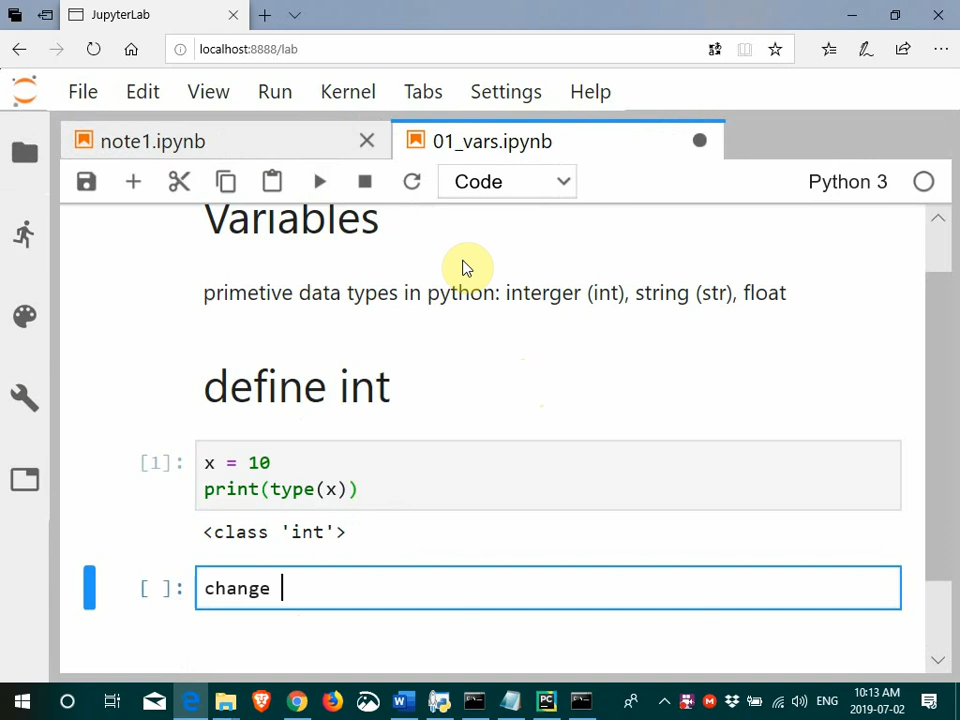 JupyterLab
localhost:8888/lab
File Edit View Run Kernel Tabs Settings Help
note1.ipynb 01_vars.ipynb
Code Python 3
Variables
primetive data types in python: interger (int), string (str), float
define int
[1]: x = 10
print(type(x))
<class 'int'>
[ ]: change
ENG 10:13 AM
2019-07-02